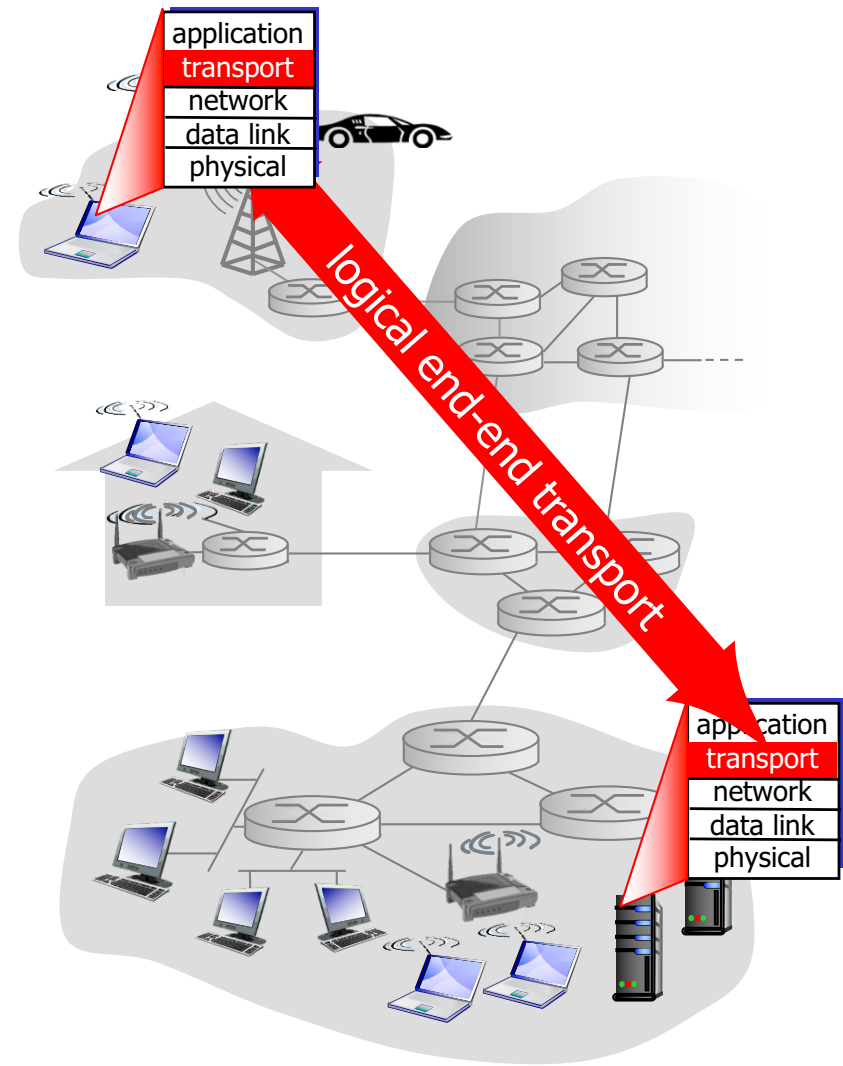 application
transport
network
data link
physical
logical end-end transport
application
transport
network
data link
physical